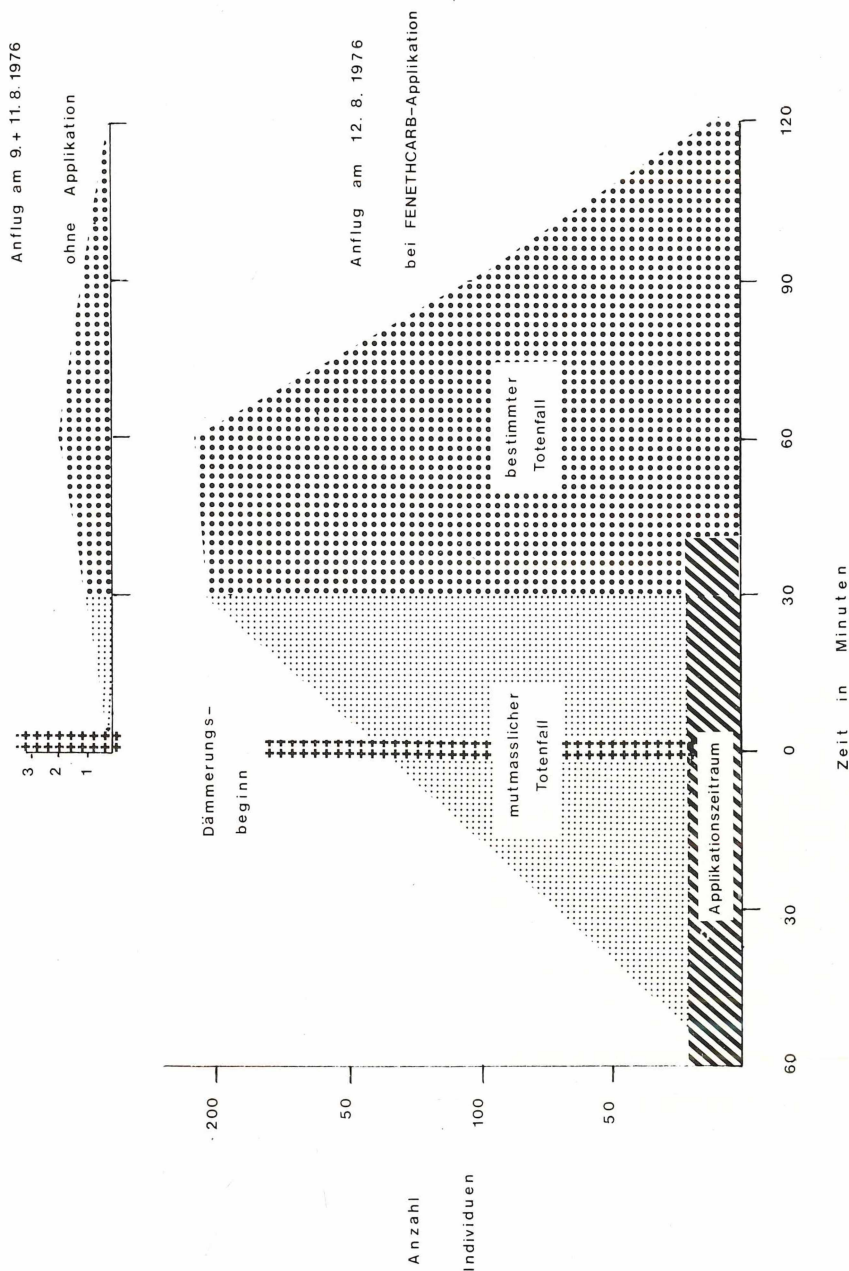 Anflug am 9.+ 11.8.1976
ohne Applikation
3
2
1
Anflug am 12. 8. 1976
bei FENETHCARB-Applikation
Dämmerungs-
beginn
200
50
100
50
Anzahl
Individuen
mutmasslicher
Totenfall
bestimmter
Totenfall
Applikationszeitraum
60
30
0
30
60
90
120
Zeit in Minuten